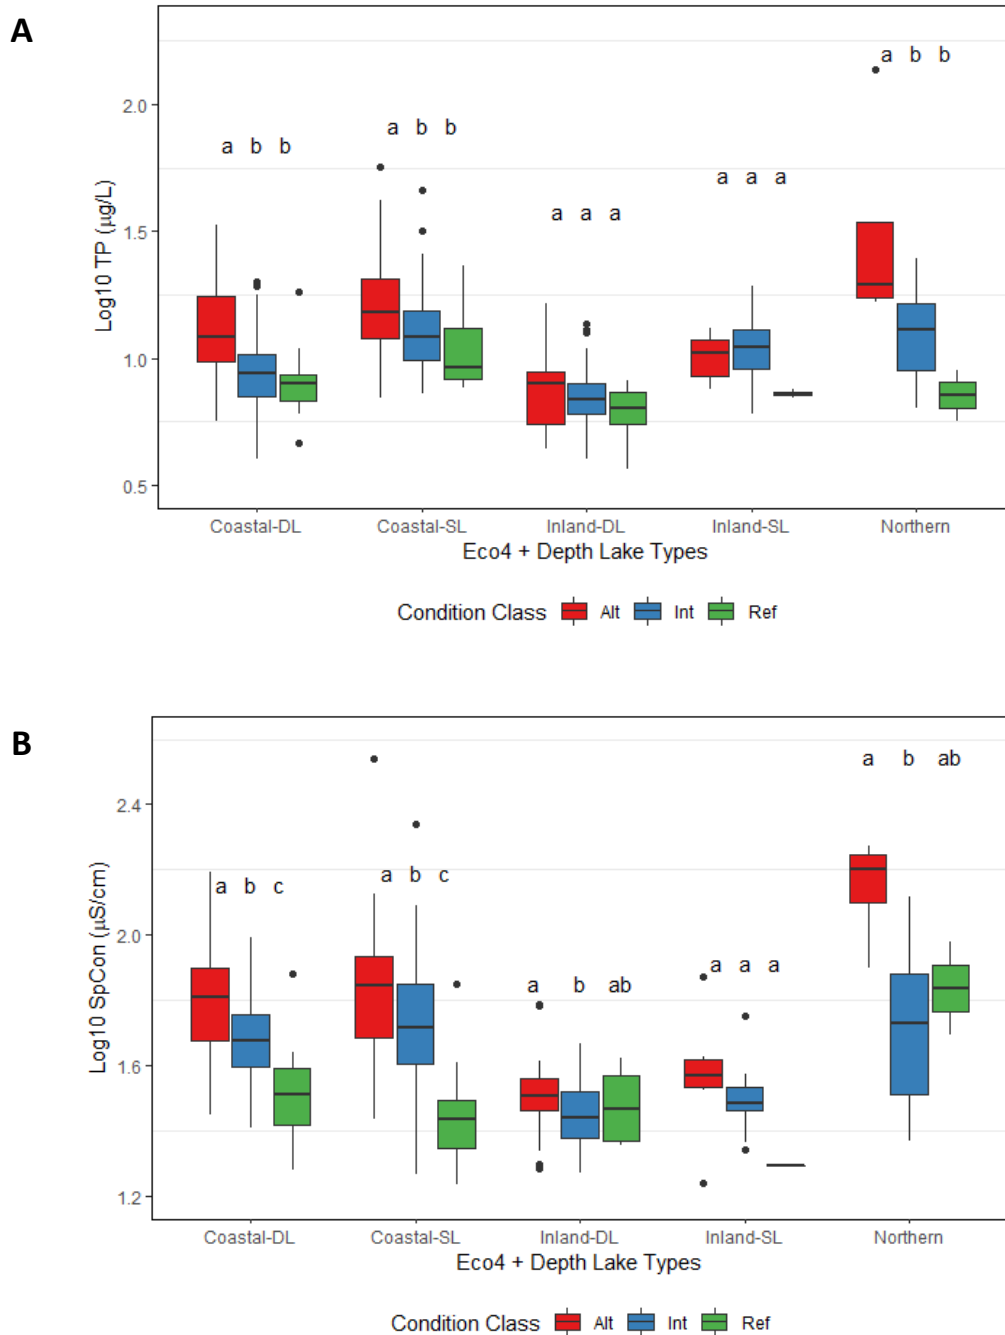 A
a b b
a b b
a a a
a a a
a b b
2.0
1.5
1.0
0.5
Log10 TP (µg/L)
Coastal-DL Coastal-SL Inland-DL Inland-SL Northern
Eco4 + Depth Lake Types
Condition Class Alt Int Ref
B
a b c
a b c
a b ab
a a a
a b ab
2.4
2.0
1.6
1.2
Log10 SpCon (µS/cm)
Coastal-DL Coastal-SL Inland-DL Inland-SL Northern
Eco4 + Depth Lake Types
Condition Class Alt Int Ref